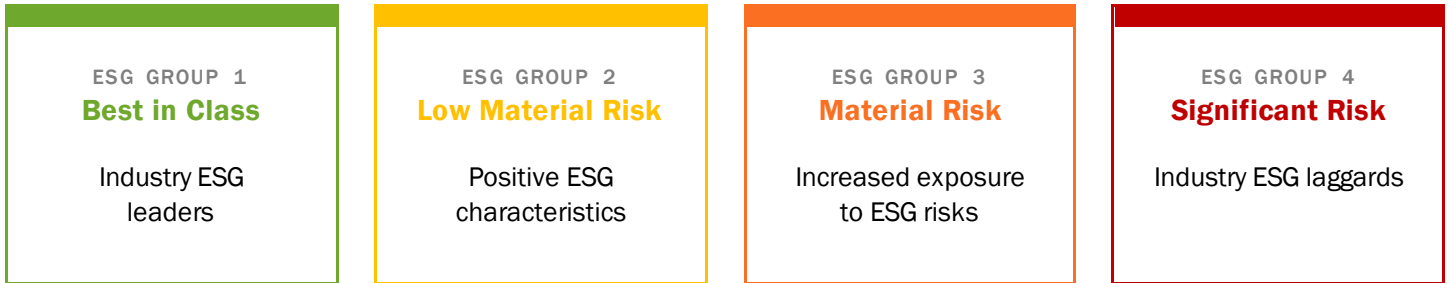 ESG GROUP 1
Best in Class
Industry ESG
leaders
ESG GROUP 2
Low Material Risk
Positive ESG
characteristics
ESG GROUP 3
Material Risk
Increased exposure
to ESG risks
ESG GROUP 4
Significant Risk
Industry ESG laggards